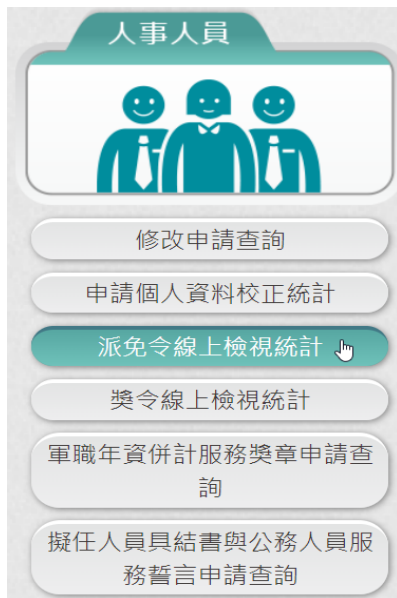 人事人員
修改申請查詢
申請個人資料校正統計
派免令線上檢視統計
獎令線上檢視統計
軍職年資併計服務獎章申請查
詢
擬任人員具結書與公務人員服
務誓言申請查詢